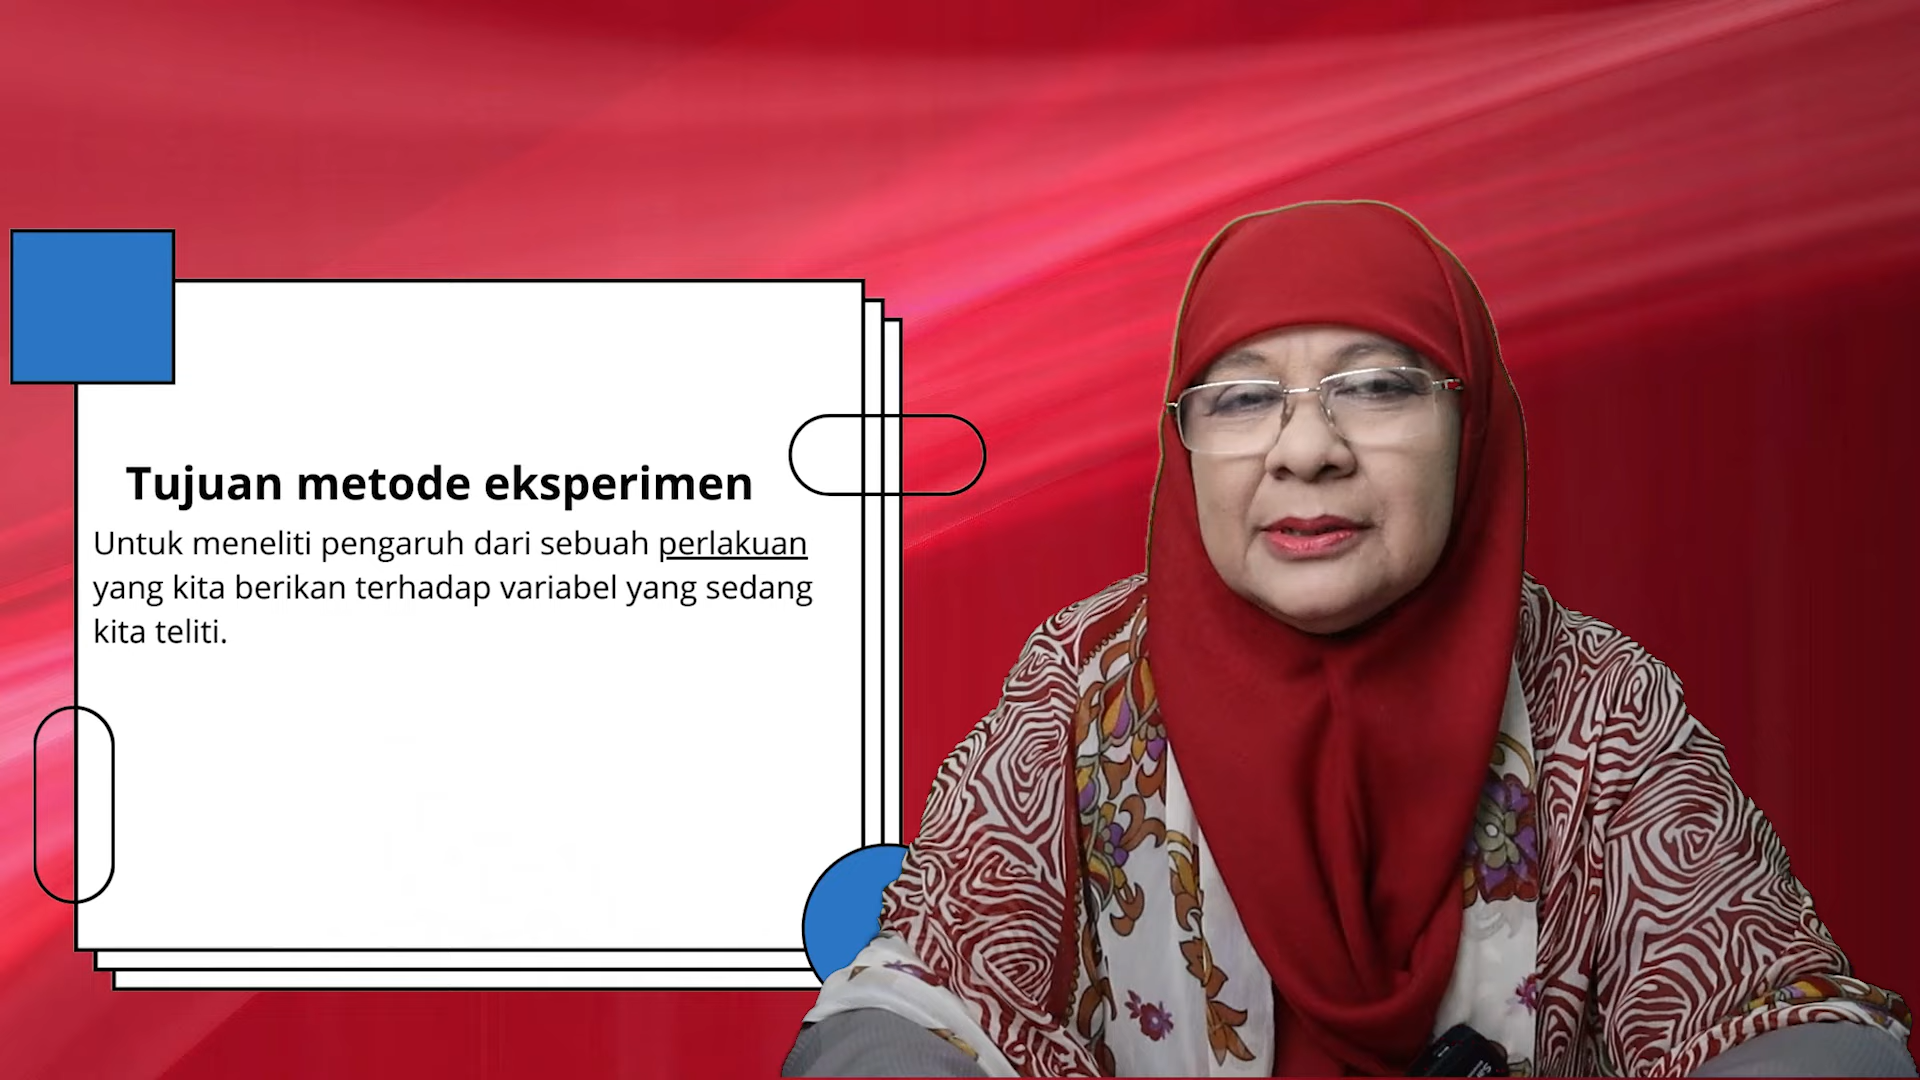 Tujuan metode eksperimen
Untuk meneliti pengaruh dari sebuah perlakuan
yang kita berikan terhadap variabel yang sedang
kita teliti.